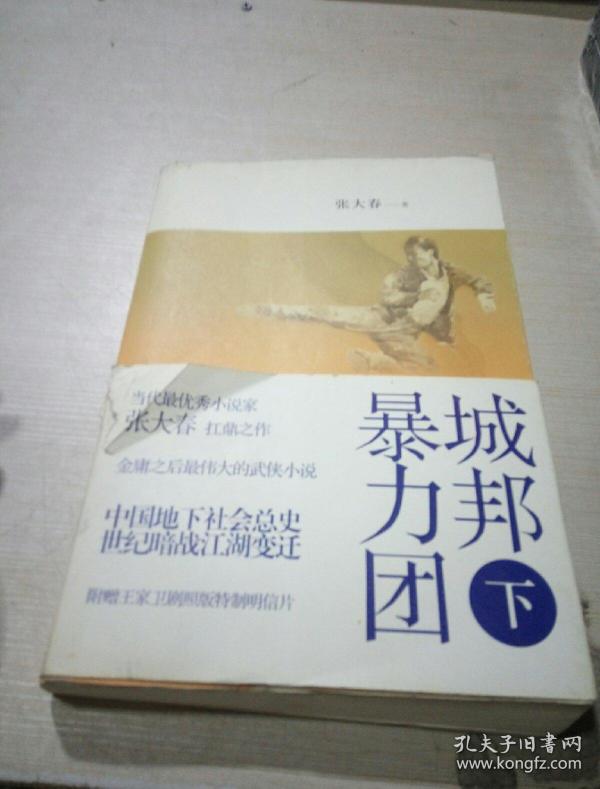 张大春——著
当代最优秀小说家
张大春 扛鼎之作
金庸之后最伟大的武侠小说
中国地下社会总史
世纪暗战江湖变迁
附赠王家卫剧照版特制明信片
城邦
暴力团
下
孔夫子旧书网
www.kongfz.com